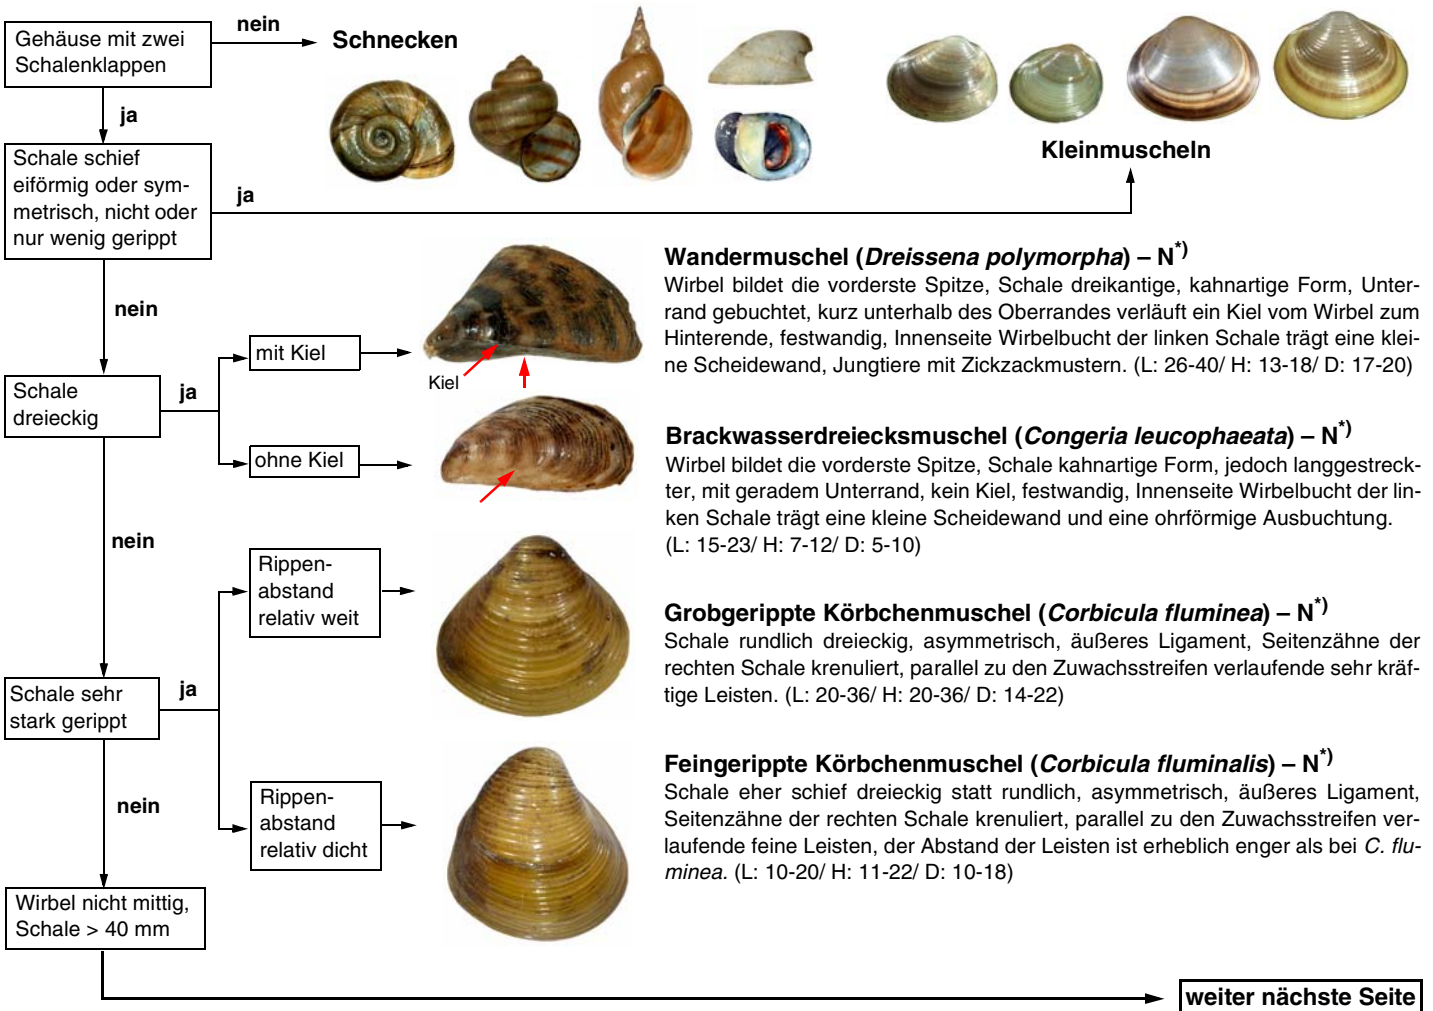 Gehäuse mit zwei
Schalenklappen
nein
Schnecken
ja
Kleinmuscheln
Schale schief
eiförmig oder sym-
metrisch, nicht oder
nur wenig gerippt
ja
nein
Schale
dreieckig
ja
mit Kiel
Kiel
Wandermuschel (Dreissena polymorpha) – N*)
Wirbel bildet die vorderste Spitze, Schale dreikantige, kahnartige Form, Unter-
rand gebuchtet, kurz unterhalb des Oberrandes verläuft ein Kiel vom Wirbel zum
Hinterende, festwandig, Innenseite Wirbelbucht der linken Schale trägt eine klei-
ne Scheidewand, Jungtiere mit Zickzackmustern. (L: 26-40/ H: 13-18/ D: 17-20)
ohne Kiel
Brackwasserdreiecksmuschel (Congeria leucophaeata) – N*)
Wirbel bildet die vorderste Spitze, Schale kahnartige Form, jedoch langgestreck-
ter, mit geradem Unterrand, kein Kiel, festwandig, Innenseite Wirbelbucht der lin-
ken Schale trägt eine kleine Scheidewand und eine ohrförmige Ausbuchtung.
(L: 15-23/ H: 7-12/ D: 5-10)
nein
Schale sehr
stark gerippt
ja
Rippen-
abstand
relativ weit
Grobgerippte Körbchenmuschel (Corbicula fluminea) – N*)
Schale rundlich dreieckig, asymmetrisch, äußeres Ligament, Seitenzähne der
rechten Schale krenuliert, parallel zu den Zuwachsstreifen verlaufende sehr kräf-
tige Leisten. (L: 20-36/ H: 20-36/ D: 14-22)
Rippen-
abstand
relativ dicht
Feingerippte Körbchenmuschel (Corbicula fluminalis) – N*)
Schale eher schief dreieckig statt rundlich, asymmetrisch, äußeres Ligament,
Seitenzähne der rechten Schale krenuliert, parallel zu den Zuwachsstreifen ver-
laufende feine Leisten, der Abstand der Leisten ist erheblich enger als bei C. flu-
minea. (L: 10-20/ H: 11-22/ D: 10-18)
nein
Wirbel nicht mittig,
Schale > 40 mm
weiter nächste Seite